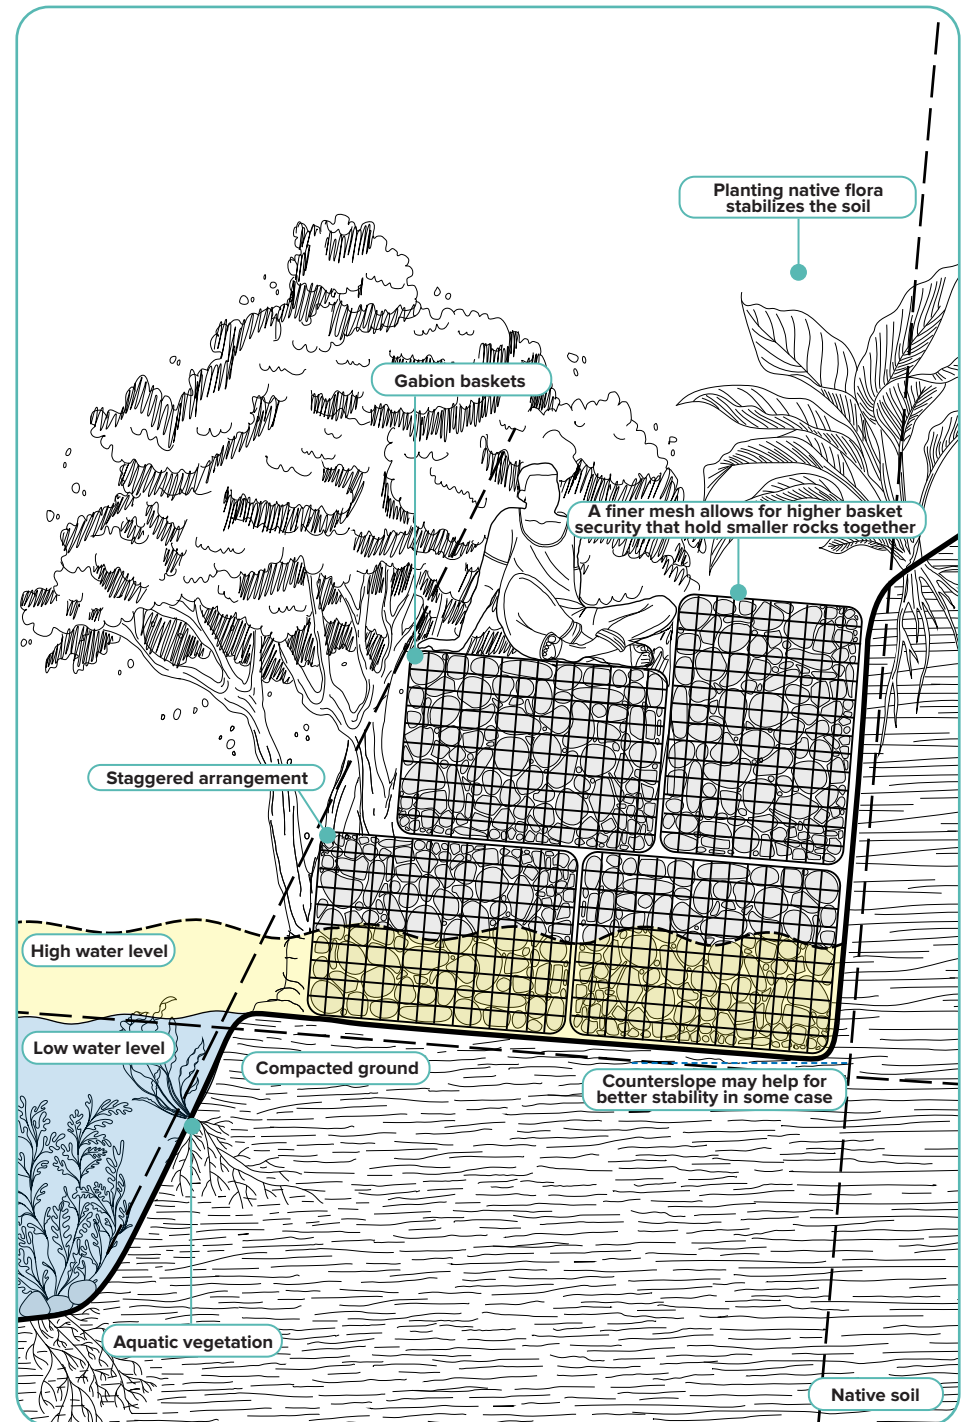 Planting native flora
stabilizes the soil
Gabion baskets
A finer mesh allows for higher basket
security that hold smaller rocks together
Staggered arrangement
High water level
Low water level
Compacted ground
Counterslope may help for
better stability in some case
Aquatic vegetation
Native soil